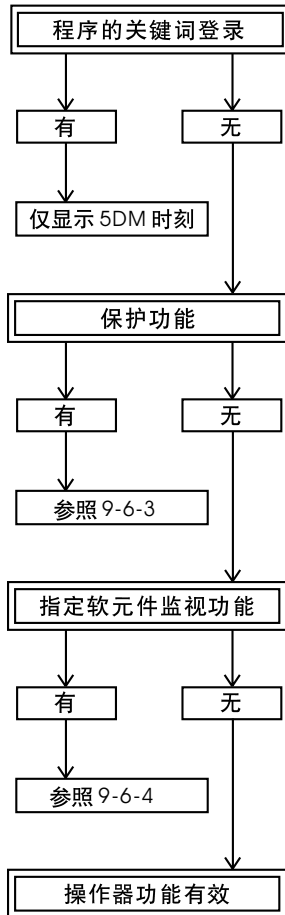 程序的关键词登录
有
无
仅显示 5DM 时刻
保护功能
有
无
参照 9-6-3
指定软元件监视功能
有
无
参照 9-6-4
操作器功能有效